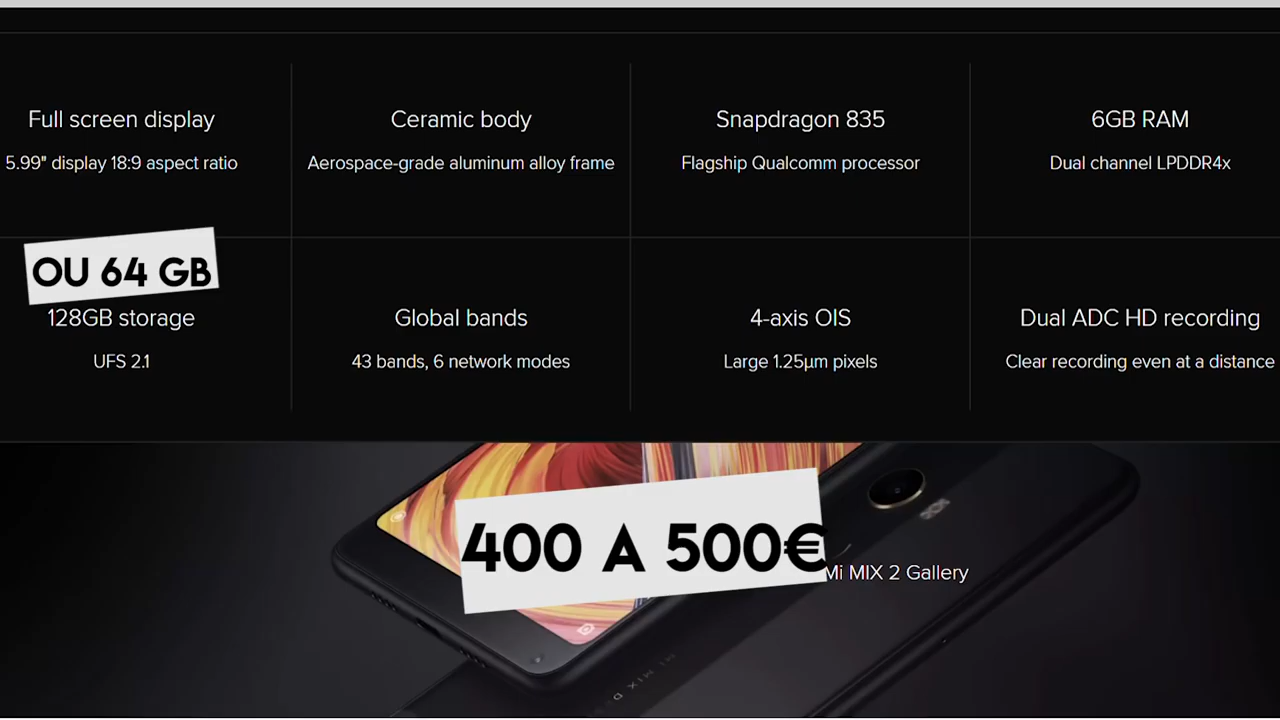 Full screen display
5.99" display 18:9 aspect ratio
Ceramic body
Aerospace-grade aluminum alloy frame
Snapdragon 835
Flagship Qualcomm processor
6GB RAM
Dual channel LPDDR4x
OU 64 GB
128GB storage
UFS 2.1
Global bands
43 bands, 6 network modes
4-axis OIS
Large 1.25µm pixels
Dual ADC HD recording
Clear recording even at a distance
400 A 500€
Mi MIX 2 Gallery
MI MIX D